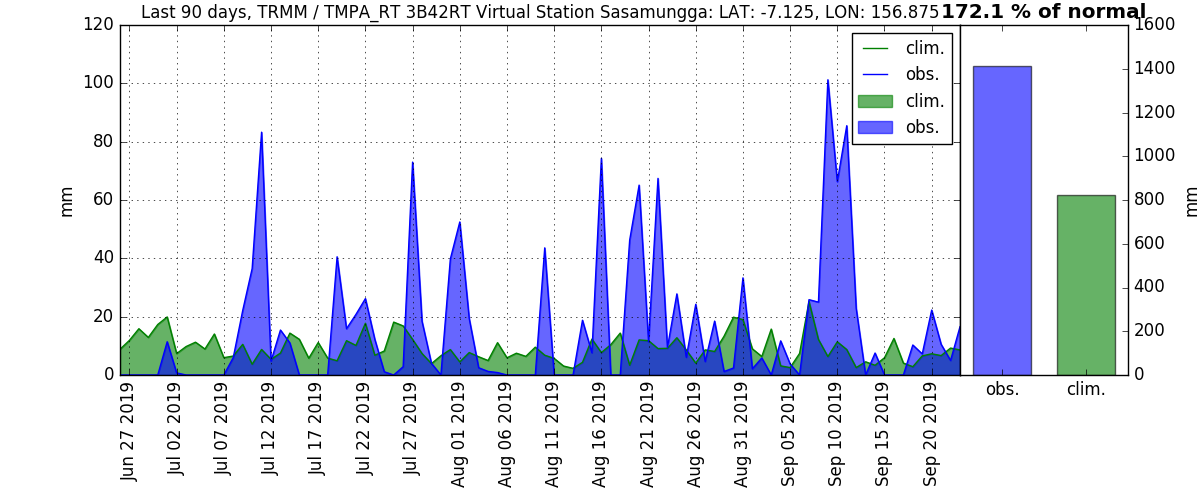 Last 90 days, TRMM / TMPA_RT 3B42RT Virtual Station Sasamungga: LAT: -7.125, LON: 156.875 172.1 % of normal
120
100
80
60
40
20
0
mm
clim.
obs.
clim.
obs.
1600
1400
1200
1000
800
600
400
200
0
mm
Jun 27 2019
Jul 02 2019
Jul 07 2019
Jul 12 2019
Jul 17 2019
Jul 22 2019
Jul 27 2019
Aug 01 2019
Aug 06 2019
Aug 11 2019
Aug 16 2019
Aug 21 2019
Aug 26 2019
Aug 31 2019
Sep 05 2019
Sep 10 2019
Sep 15 2019
Sep 20 2019
obs.
clim.